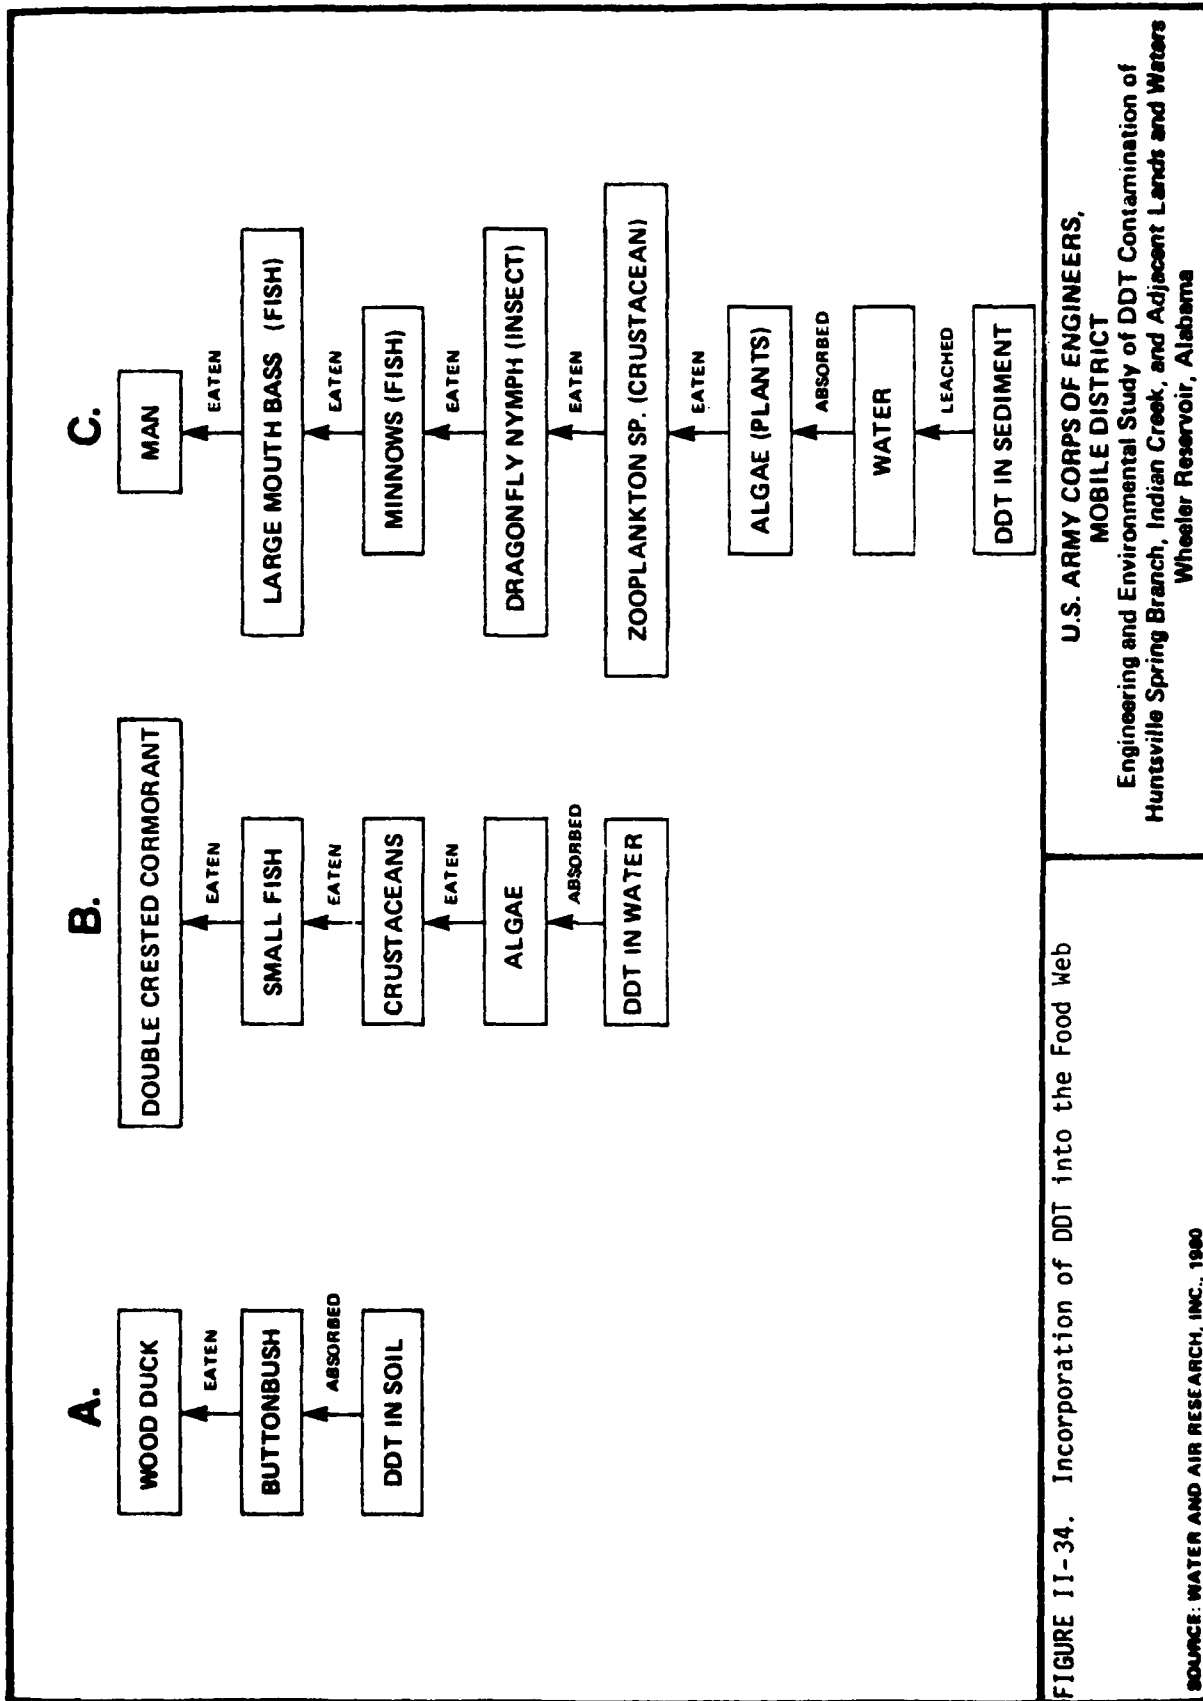 A.
WOOD DUCK
EATEN
BUTTONBUSH
ABSORBED
DDT IN SOIL
B.
DOUBLE CRESTED CORMORANT
EATEN
SMALL FISH
EATEN
CRUSTACEANS
EATEN
ALGAE
ABSORBED
DDT IN WATER
C.
MAN
EATEN
LARGE MOUTH BASS (FISH)
EATEN
MINNOWS (FISH)
EATEN
DRAGONFLY NYMPH (INSECT)
EATEN
ZOOPLANKTON SP. (CRUSTACEAN)
EATEN
ALGAE (PLANTS)
ABSORBED
WATER
LEACHED
DDT IN SEDIMENT
FIGURE II-34. Incorporation of DDT into the Food Web
SOURCE: WATER AND AIR RESEARCH, INC., 1980
U.S. ARMY CORPS OF ENGINEERS,
MOBILE DISTRICT
Engineering and Environmental Study of DDT Contamination of
Huntsville Spring Branch, Indian Creek, and Adjacent Lands and Waters
Wheeler Reservoir, Alabama